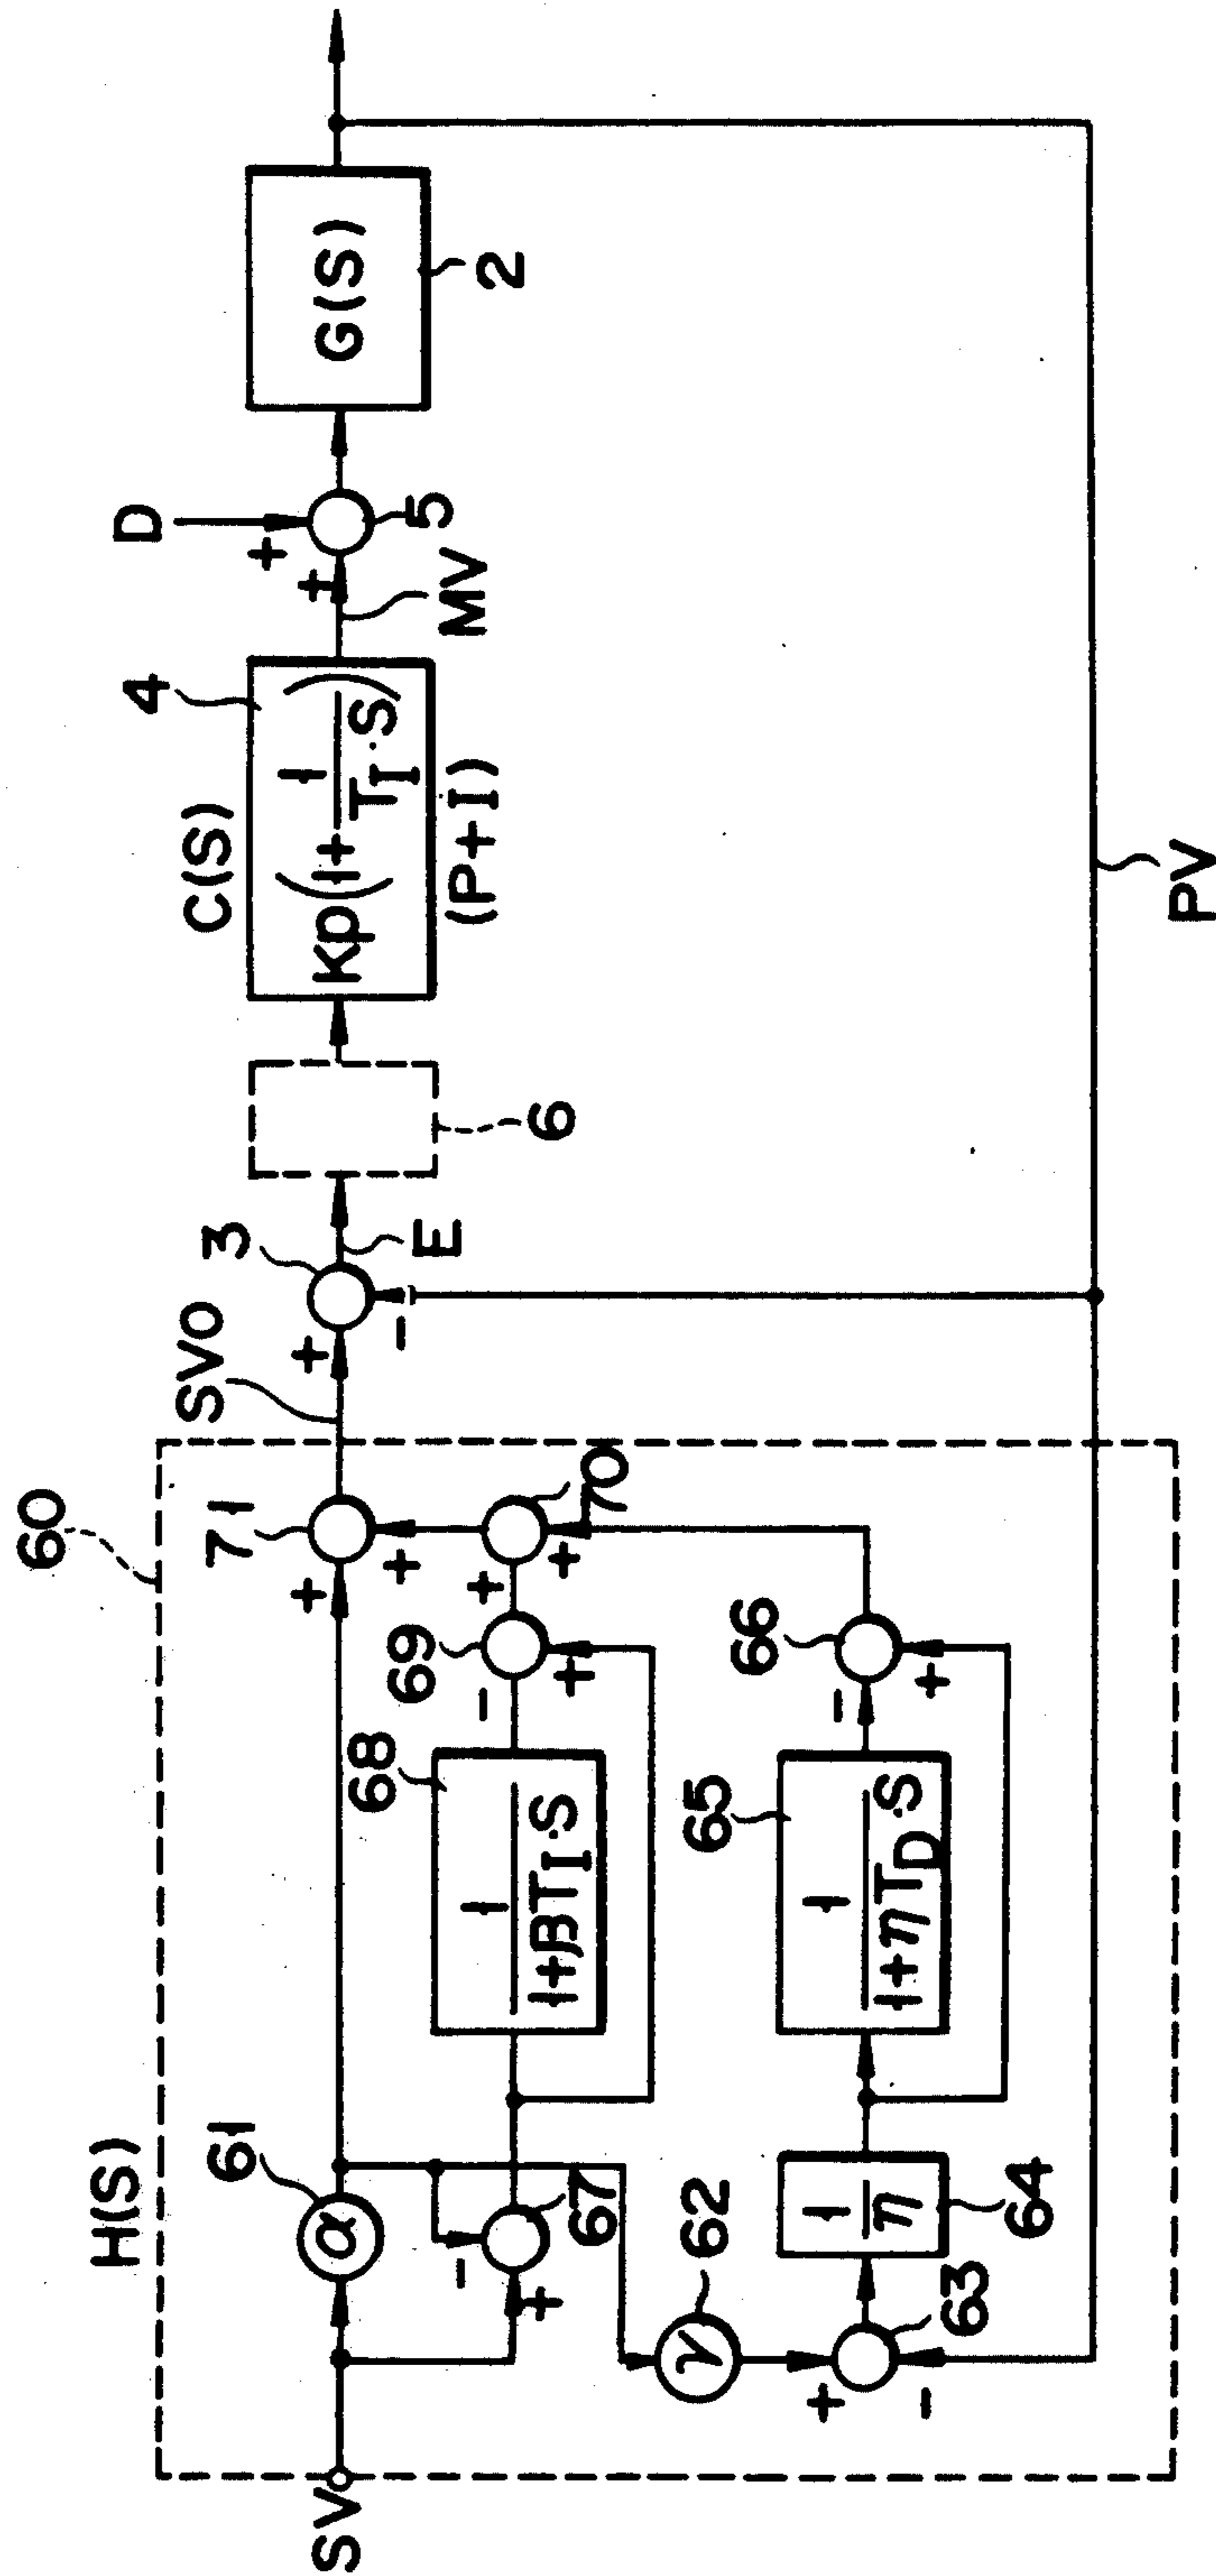 H(S)
60
SV
61
α
71
SV0
3
E
6
C(S)
4
Kp(1+ 1/TI·S)
(P+I)
MV
+
+
D
5
G(S)
2
+
-
+
+
67
-
+
68
1/1+βTI·S
69
-
+
70
+
+
62
γ
63
+
-
64
1/η
65
1/1+ηTD·S
66
-
+
PV